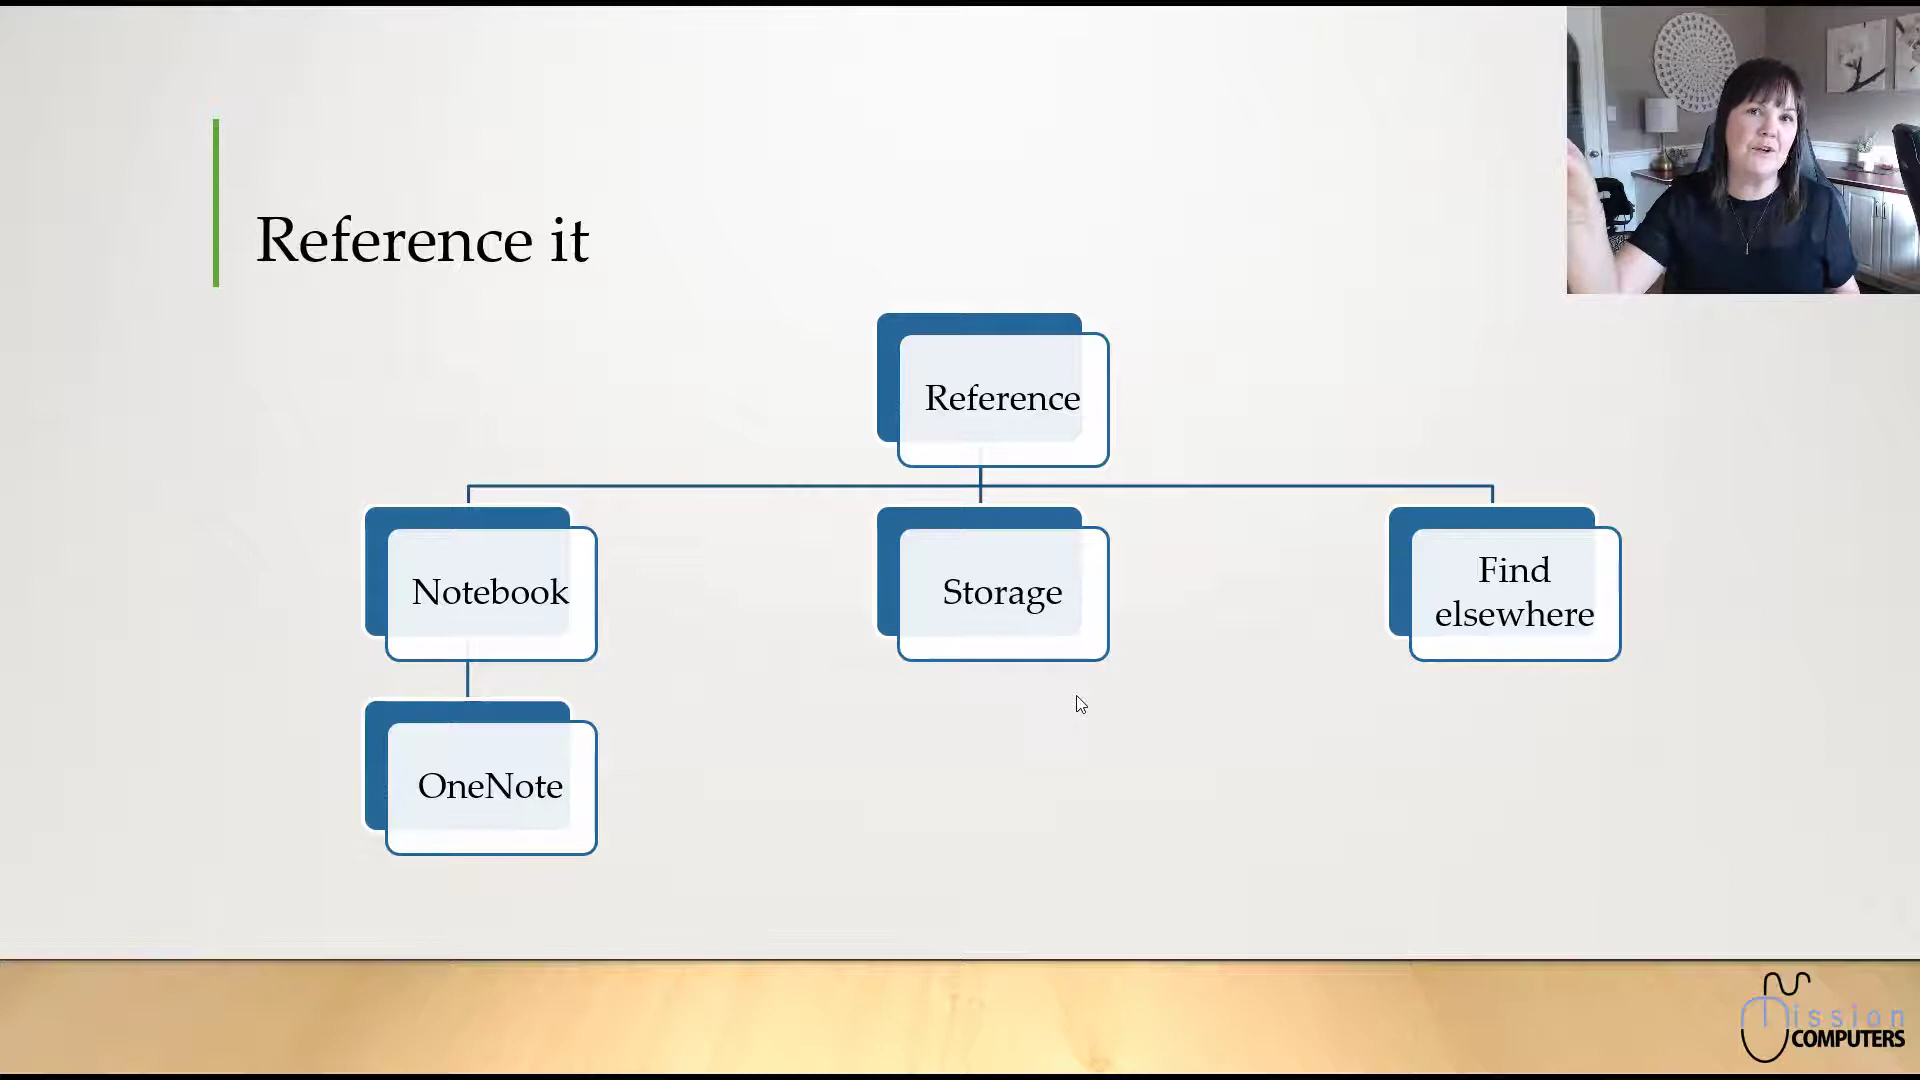 Reference it
Reference
Notebook
Storage
Find
elsewhere
OneNote
ission
COMPUTERS